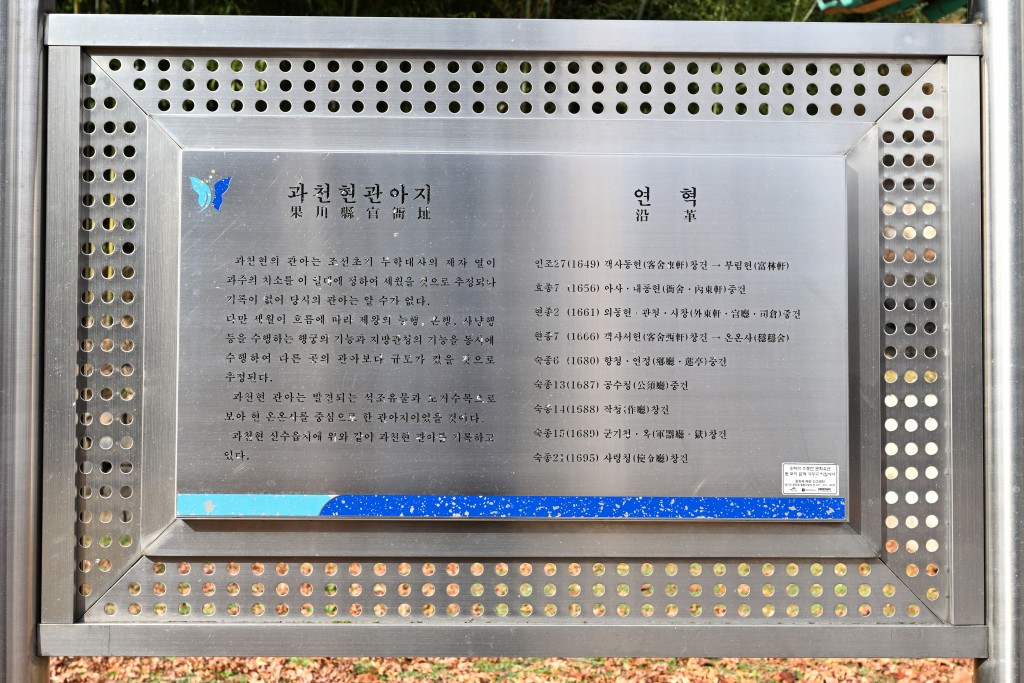 과천현관아지
果川縣官衙址
과천현의 관아는 조선초기 무학대사의 제자 열이
과주의 치소를 이 일대에 정하여 세웠을 것으로 추정되나
기록이 없어 당시의 관아는 알 수가 없다.
다만 세월이 흐름에 따라 제왕의 능행, 온행, 사냥행
등을 수행하는 행궁의 기능과 지방관청의 기능을 동시에
수행하여 다른 곳의 관아보다 규모가 컸을 것으로
추정된다.
과천현 관아는 발견되는 석조유물과 노거수목으로
보아 현 온온사를 중심으로 한 관아지이었을 것이다.
과천현 신수읍지에 위와 같이 과천현 관아를 기록하고
있다.
연 혁
沿 革
인조27(1649) 객사동헌(客舍東軒)창건 → 부림헌(富林軒)
효종7 (1656) 아사·내동헌(衙舍·內東軒)중건
현종2 (1661) 외동헌·관청·사창(外東軒·官廳·司倉)중건
현종7 (1666) 객사서헌(客舍西軒)창건 → 온온사(穩穩舍)
숙종6 (1680) 향청·연정(鄕廳·蓮亭)중건
숙종13(1687) 공수청(公須廳)중건
숙종14(1688) 작청(作廳)창건
숙종15(1689) 군기청·옥(軍器廳·獄)창건
숙종21(1695) 사령청(使令廳)창건